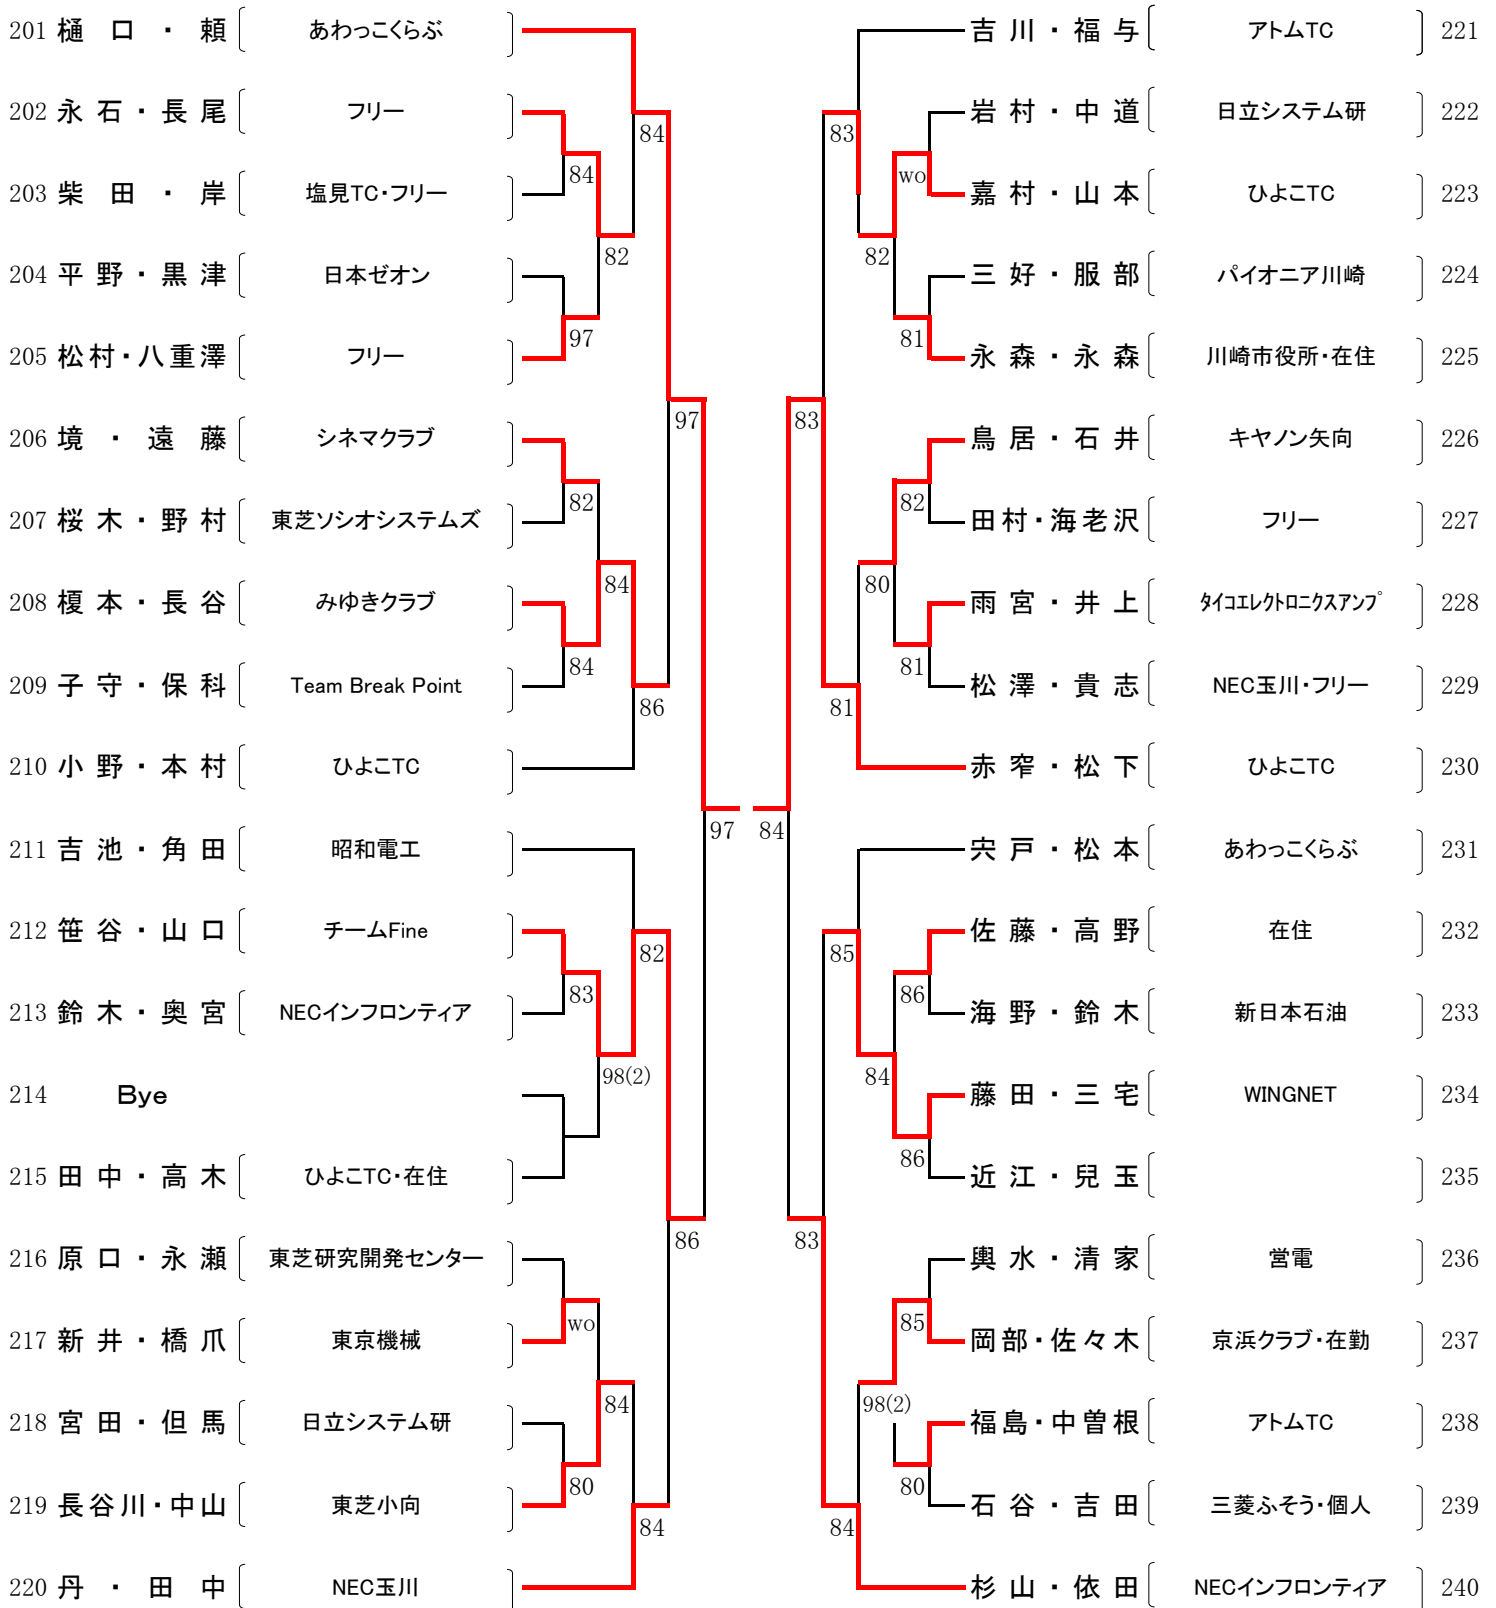 201 樋口・頼 あわっこくらぶ
202 永石・長尾 フリー
203 柴田・岸 塩見TC・フリー
204 平野・黒津 日本ゼオン
205 松村・八重澤 フリー
206 境・遠藤 シネマクラブ
207 桜木・野村 東芝ソシオシステムズ
208 榎本・長谷 みゆきクラブ
209 子守・保科 Team Break Point
210 小野・本村 ひよこTC
211 吉池・角田 昭和電工
212 笹谷・山口 チームFine
213 鈴木・奥宮 NECインフロンティア
214 Bye
215 田中・高木 ひよこTC・在住
216 原口・永瀬 東芝研究開発センター
217 新井・橋爪 東京機械
218 宮田・但馬 日立システム研
219 長谷川・中山 東芝小向
220 丹・田中 NEC玉川
84
84
82
97
97
82
84
84
86
97
82
83
98(2)
86
wo
84
80
84
吉川・福与 アトムTC 221
岩村・中道 日立システム研 222
嘉村・山本 ひよこTC 223
三好・服部 パイオニア川崎 224
永森・永森 川崎市役所・在住 225
鳥居・石井 キヤノン矢向 226
田村・海老沢 フリー 227
雨宮・井上 タイコエレクトロニクスアンプ 228
松澤・貴志 NEC玉川・フリー 229
赤窄・松下 ひよこTC 230
宍戸・松本 あわっこくらぶ 231
佐藤・高野 在住 232
海野・鈴木 新日本石油 233
藤田・三宅 WINGNET 234
近江・兒玉 235
輿水・清家 営電 236
岡部・佐々木 京浜クラブ・在勤 237
福島・中曽根 アトムTC 238
石谷・吉田 三菱ふそう・個人 239
杉山・依田 NECインフロンティア 240
83
wo
82
81
83
82
80
81
81
84
85
86
84
86
83
85
98(2)
80
84